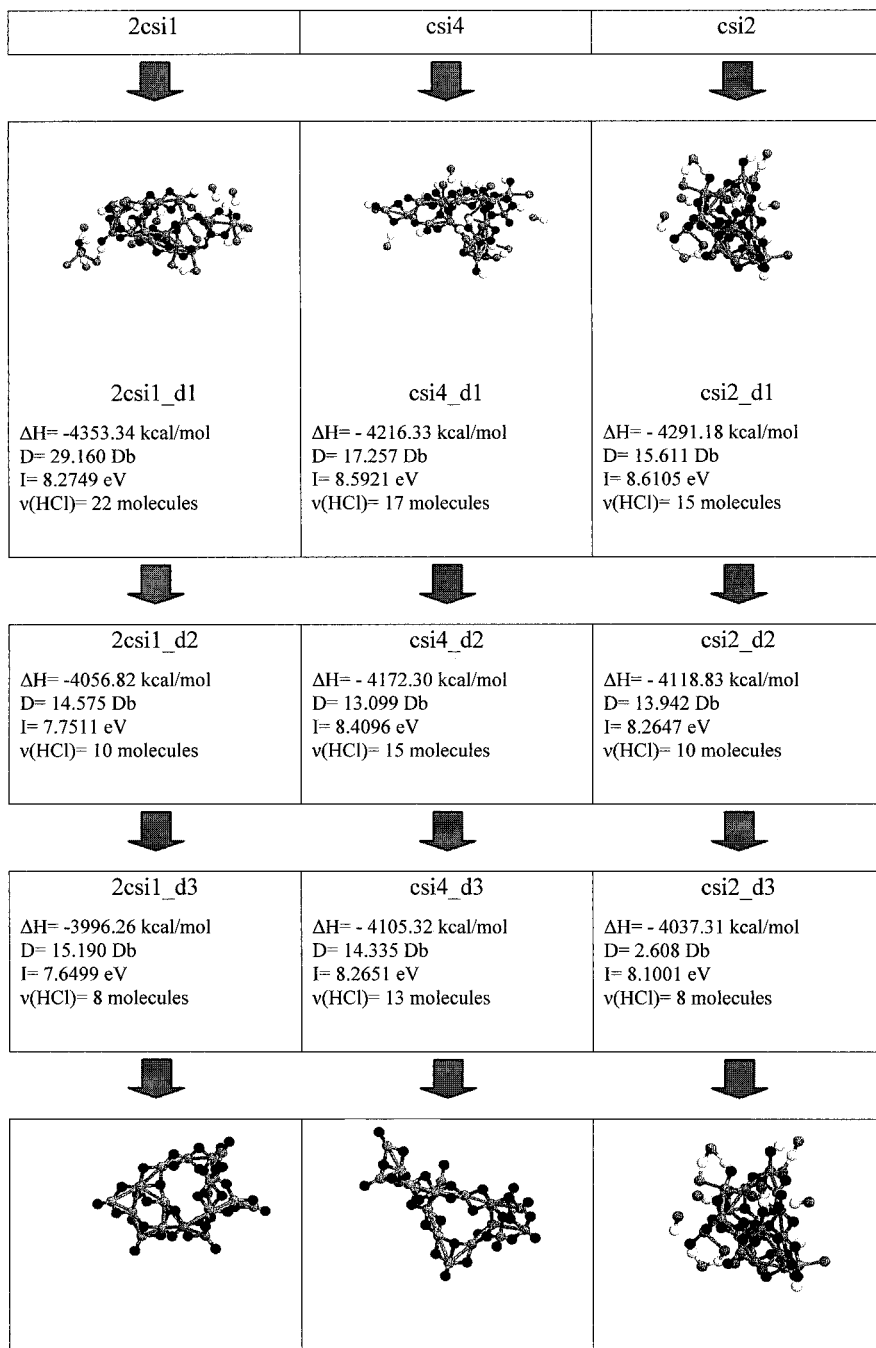 2csi1
csi4
csi2
2csi1_d1
ΔH= -4353.34 kcal/mol
D= 29.160 Db
I= 8.2749 eV
ν(HCl)= 22 molecules
csi4_d1
ΔH= - 4216.33 kcal/mol
D= 17.257 Db
I= 8.5921 eV
ν(HCl)= 17 molecules
csi2_d1
ΔH= - 4291.18 kcal/mol
D= 15.611 Db
I= 8.6105 eV
ν(HCl)= 15 molecules
2csi1_d2
ΔH= -4056.82 kcal/mol
D= 14.575 Db
I= 7.7511 eV
ν(HCl)= 10 molecules
csi4_d2
ΔH= - 4172.30 kcal/mol
D= 13.099 Db
I= 8.4096 eV
ν(HCl)= 15 molecules
csi2_d2
ΔH= - 4118.83 kcal/mol
D= 13.942 Db
I= 8.2647 eV
ν(HCl)= 10 molecules
2csi1_d3
ΔH= -3996.26 kcal/mol
D= 15.190 Db
I= 7.6499 eV
ν(HCl)= 8 molecules
csi4_d3
ΔH= - 4105.32 kcal/mol
D= 14.335 Db
I= 8.2651 eV
ν(HCl)= 13 molecules
csi2_d3
ΔH= - 4037.31 kcal/mol
D= 2.608 Db
I= 8.1001 eV
ν(HCl)= 8 molecules